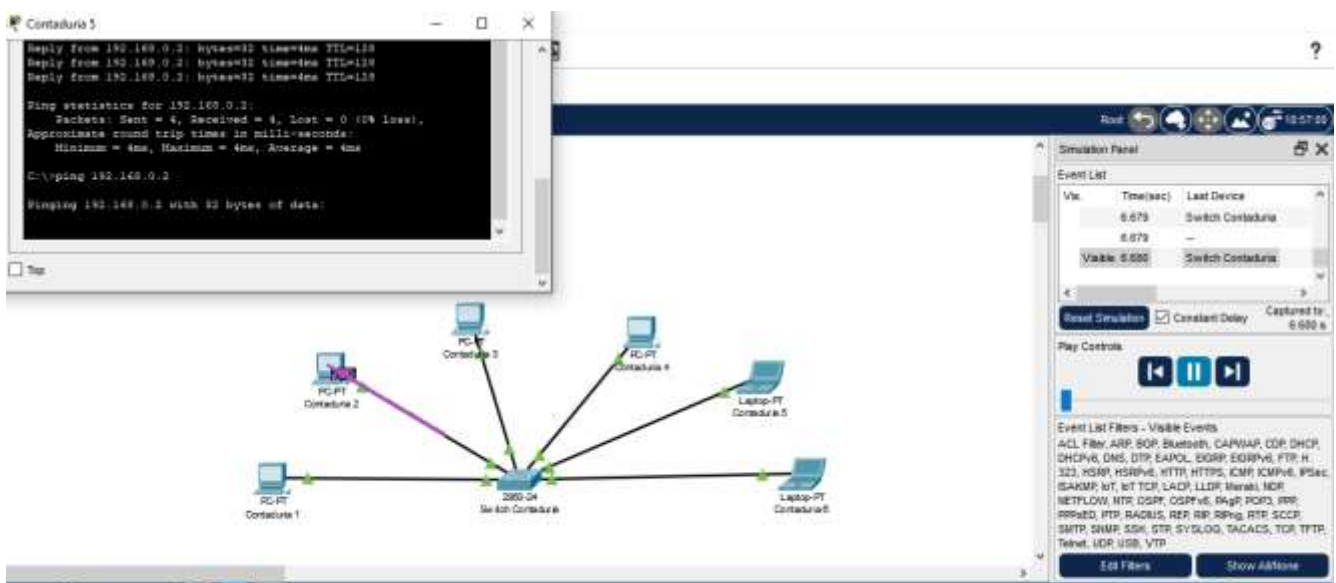 Contaduria 5
Reply from 192.168.0.2: bytes=32 time=4ms TTL=128
Reply from 192.168.0.2: bytes=32 time=4ms TTL=128
Reply from 192.168.0.2: bytes=32 time=4ms TTL=128
Ping statistics for 192.168.0.2:
Packets: Sent = 4, Received = 4, Lost = 0 (0% loss),
Approximate round trip times in milli-seconds:
Minimum = 4ms, Maximum = 4ms, Average = 4ms
C:\>ping 192.168.0.2
Pinging 192.168.0.2 with 32 bytes of data:
Top
?
Root
Simulation Panel
Event List
Vis. Time(sec) Last Device
6.679 Switch Contaduria
6.679 --
Visible 6.680 Switch Contaduria
Reset Simulation Constant Delay Captured to:
6.680 s
Play Controls
PC-PT
Contaduria 3
PC-PT
Contaduria 4
PC-PT
Contaduria 2
Laptop-PT
Contaduria 5
PC-PT
Contaduria 1
2960-24
Switch Contaduria
Laptop-PT
Contaduria 6
Event List Filters - Visible Events
ACL Filter, ARP, BGP, Bluetooth, CAPWAP, CDP, DHCP,
DHCPv6, DNS, DTP, EAPOL, EIGRP, EIGRPv6, FTP, H.
323, HSRP, HSRPv6, HTTP, HTTPS, ICMP, ICMPv6, IPSec,
ISAKMP, IoT, IoT TCP, LACP, LLDP, Meraki, NDP,
NETFLOW, NTP, OSPF, OSPFv6, PAgP, POP3, PPP,
PPPoED, PTP, RADIUS, REP, RIP, RIPng, RTP, SCCP,
SMTP, SNMP, SSH, STP, SYSLOG, TACACS, TCP, TFTP,
Telnet, UDP, USB, VTP
Edit Filters Show All/None